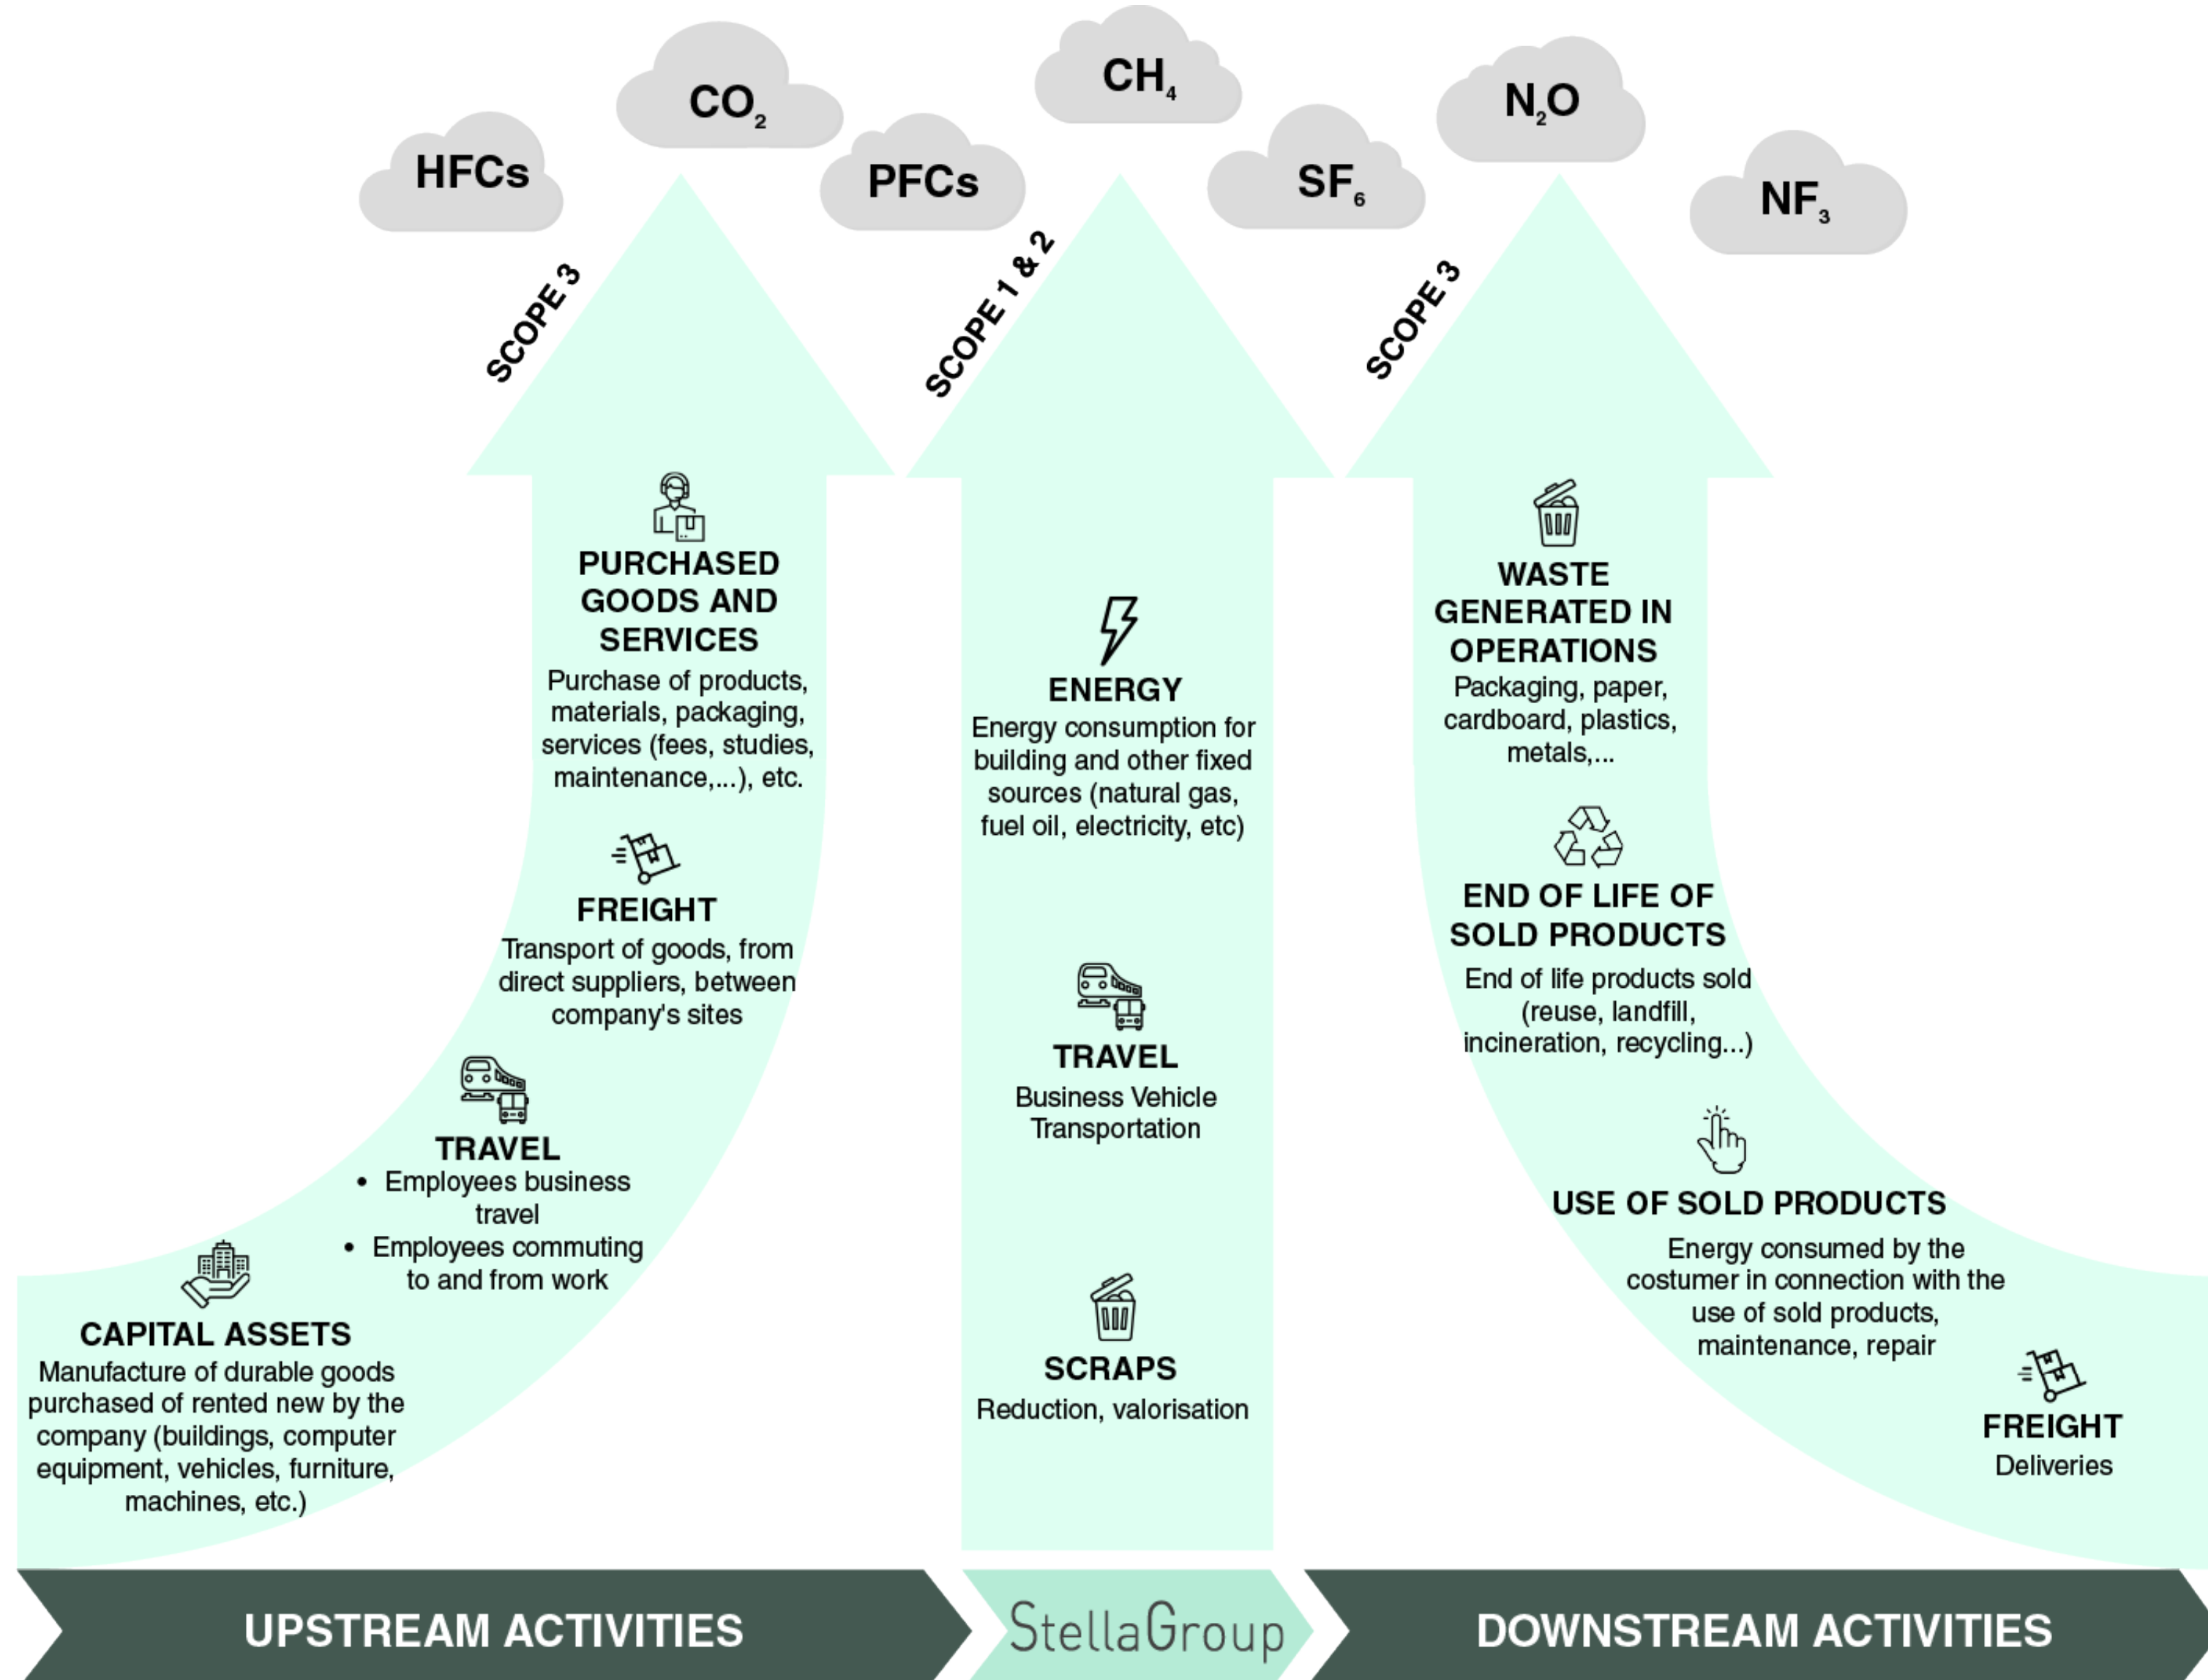 HFCs
CO₂
PFCs
CH₄
SF₆
N₂O
NF₃
SCOPE 3
PURCHASED
GOODS AND
SERVICES
Purchase of products,
materials, packaging,
services (fees, studies,
maintenance,...), etc.
FREIGHT
Transport of goods, from
direct suppliers, between
company's sites
TRAVEL
• Employees business
travel
• Employees commuting
to and from work
CAPITAL ASSETS
Manufacture of durable goods
purchased of rented new by the
company (buildings, computer
equipment, vehicles, furniture,
machines, etc.)
SCOPE 1 & 2
ENERGY
Energy consumption for
building and other fixed
sources (natural gas,
fuel oil, electricity, etc)
TRAVEL
Business Vehicle
Transportation
SCRAPS
Reduction, valorisation
SCOPE 3
WASTE
GENERATED IN
OPERATIONS
Packaging, paper,
cardboard, plastics,
metals,...
END OF LIFE OF
SOLD PRODUCTS
End of life products sold
(reuse, landfill,
incineration, recycling...)
USE OF SOLD PRODUCTS
Energy consumed by the
costumer in connection with the
use of sold products,
maintenance, repair
FREIGHT
Deliveries
UPSTREAM ACTIVITIES
StellaGroup
DOWNSTREAM ACTIVITIES